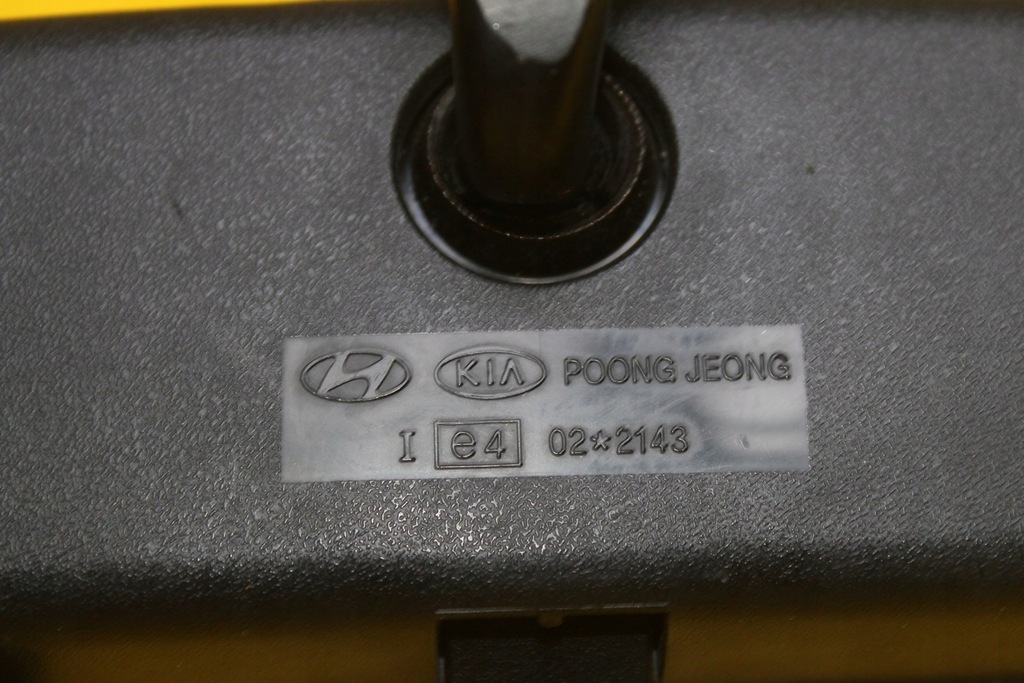 KIA POONG JEONG
I e4 02*2143